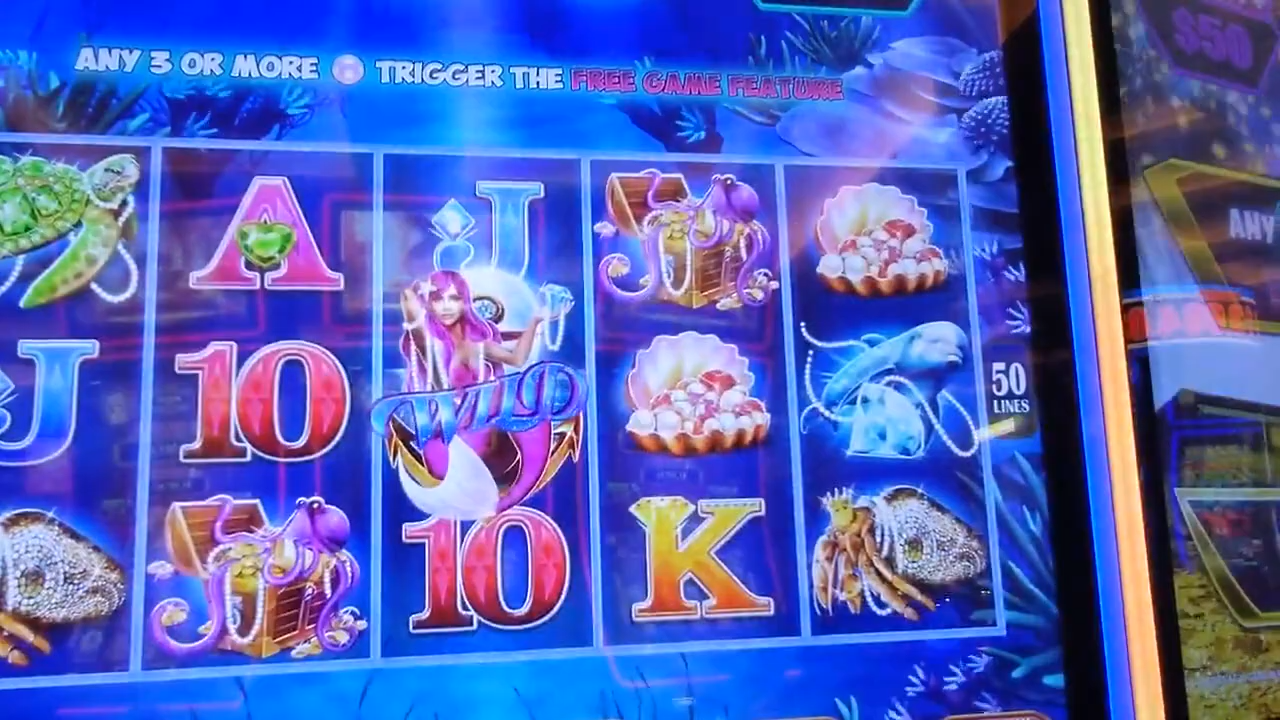 $50
ANY 3 OR MORE TRIGGER THE FREE GAME FEATURE
ANY
A
J
J
10
WILD
50
LINES
10
K